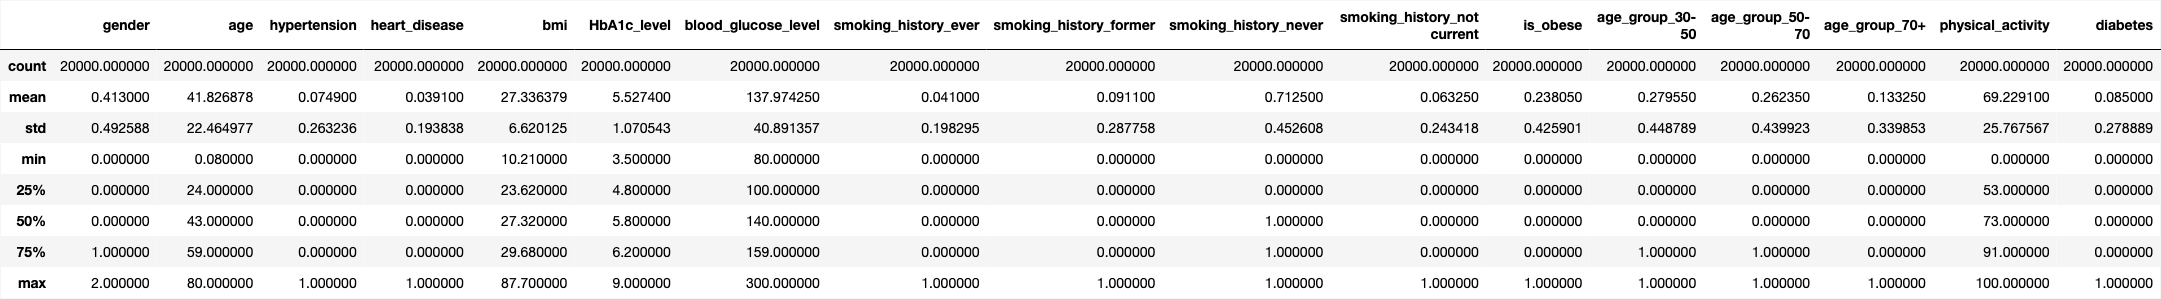 gender age hypertension heart_disease bmi HbA1c_level blood_glucose_level smoking_history_ever smoking_history_former smoking_history_never smoking_history_not current is_obese age_group_30-50 age_group_50-70 age_group_70+ physical_activity diabetes
count 20000.000000 20000.000000 20000.000000 20000.000000 20000.000000 20000.000000 20000.000000 20000.000000 20000.000000 20000.000000 20000.000000 20000.000000 20000.000000 20000.000000 20000.000000 20000.000000 20000.000000
mean 0.413000 41.826878 0.074900 0.039100 27.336379 5.527400 137.974250 0.041000 0.091100 0.712500 0.063250 0.238050 0.279550 0.262350 0.133250 69.229100 0.085000
std 0.492588 22.464977 0.263236 0.193838 6.620125 1.070543 40.891357 0.198295 0.287758 0.452608 0.243418 0.425901 0.448789 0.439923 0.339853 25.767567 0.278889
min 0.000000 0.080000 0.000000 0.000000 10.210000 3.500000 80.000000 0.000000 0.000000 0.000000 0.000000 0.000000 0.000000 0.000000 0.000000 0.000000 0.000000
25% 0.000000 24.000000 0.000000 0.000000 23.620000 4.800000 100.000000 0.000000 0.000000 0.000000 0.000000 0.000000 0.000000 0.000000 0.000000 53.000000 0.000000
50% 0.000000 43.000000 0.000000 0.000000 27.320000 5.800000 140.000000 0.000000 0.000000 1.000000 0.000000 0.000000 0.000000 0.000000 0.000000 73.000000 0.000000
75% 1.000000 59.000000 0.000000 0.000000 29.680000 6.200000 159.000000 0.000000 0.000000 1.000000 0.000000 0.000000 1.000000 1.000000 0.000000 91.000000 0.000000
max 2.000000 80.000000 1.000000 1.000000 87.700000 9.000000 300.000000 1.000000 1.000000 1.000000 1.000000 1.000000 1.000000 1.000000 1.000000 100.000000 1.000000